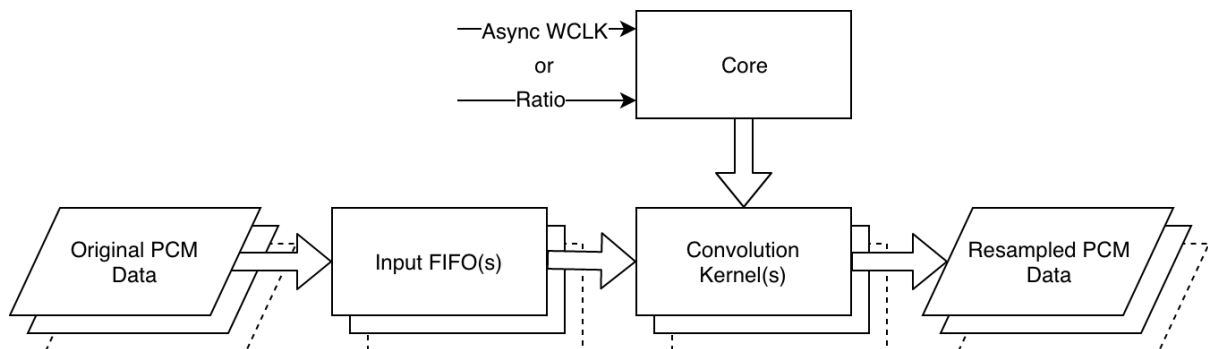 Async WCLK
or
Ratio
Core
Original PCM
Data
Input FIFO(s)
Convolution
Kernel(s)
Resampled PCM
Data